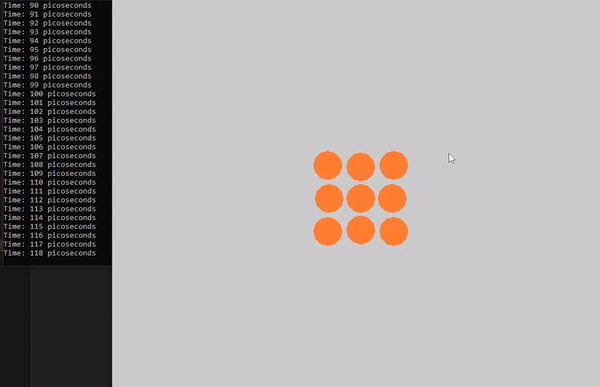 Time: 90 picoseconds
Time: 91 picoseconds
Time: 92 picoseconds
Time: 93 picoseconds
Time: 94 picoseconds
Time: 95 picoseconds
Time: 96 picoseconds
Time: 97 picoseconds
Time: 98 picoseconds
Time: 99 picoseconds
Time: 100 picoseconds
Time: 101 picoseconds
Time: 102 picoseconds
Time: 103 picoseconds
Time: 104 picoseconds
Time: 105 picoseconds
Time: 106 picoseconds
Time: 107 picoseconds
Time: 108 picoseconds
Time: 109 picoseconds
Time: 110 picoseconds
Time: 111 picoseconds
Time: 112 picoseconds
Time: 113 picoseconds
Time: 114 picoseconds
Time: 115 picoseconds
Time: 116 picoseconds
Time: 117 picoseconds
Time: 118 picoseconds